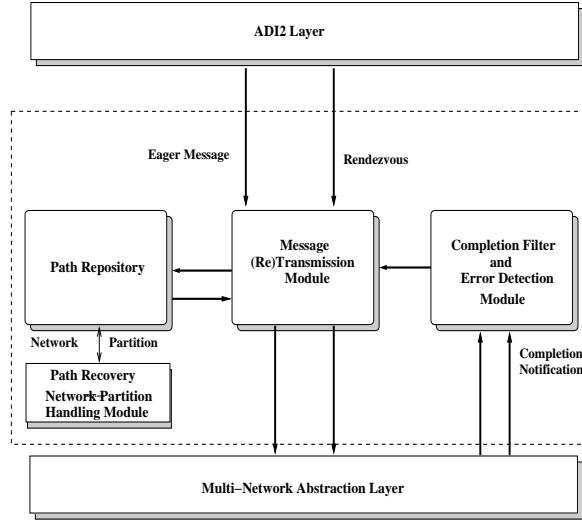 ADI2 Layer
Eager Message
Rendezvous
Path Repository
Message
(Re)Transmission
Module
Completion Filter
and
Error Detection
Module
Network Partition
Completion
Notification
Path Recovery
Network Partition
Handling Module
Multi−Network Abstraction Layer